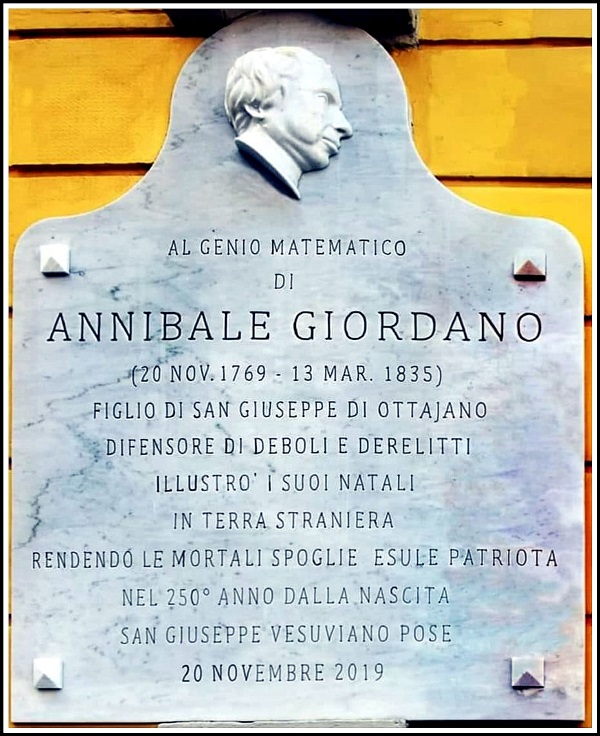 AL GENIO MATEMATICO
DI
ANNIBALE GIORDANO
(20 NOV. 1769 - 13 MAR. 1835)
FIGLIO DI SAN GIUSEPPE DI OTTAJANO
DIFENSORE DI DEBOLI E DERELITTI
ILLUSTRO' I SUOI NATALI
IN TERRA STRANIERA
RENDENDO LE MORTALI SPOGLIE ESULE PATRIOTA
NEL 250° ANNO DALLA NASCITA
SAN GIUSEPPE VESUVIANO POSE
20 NOVEMBRE 2019